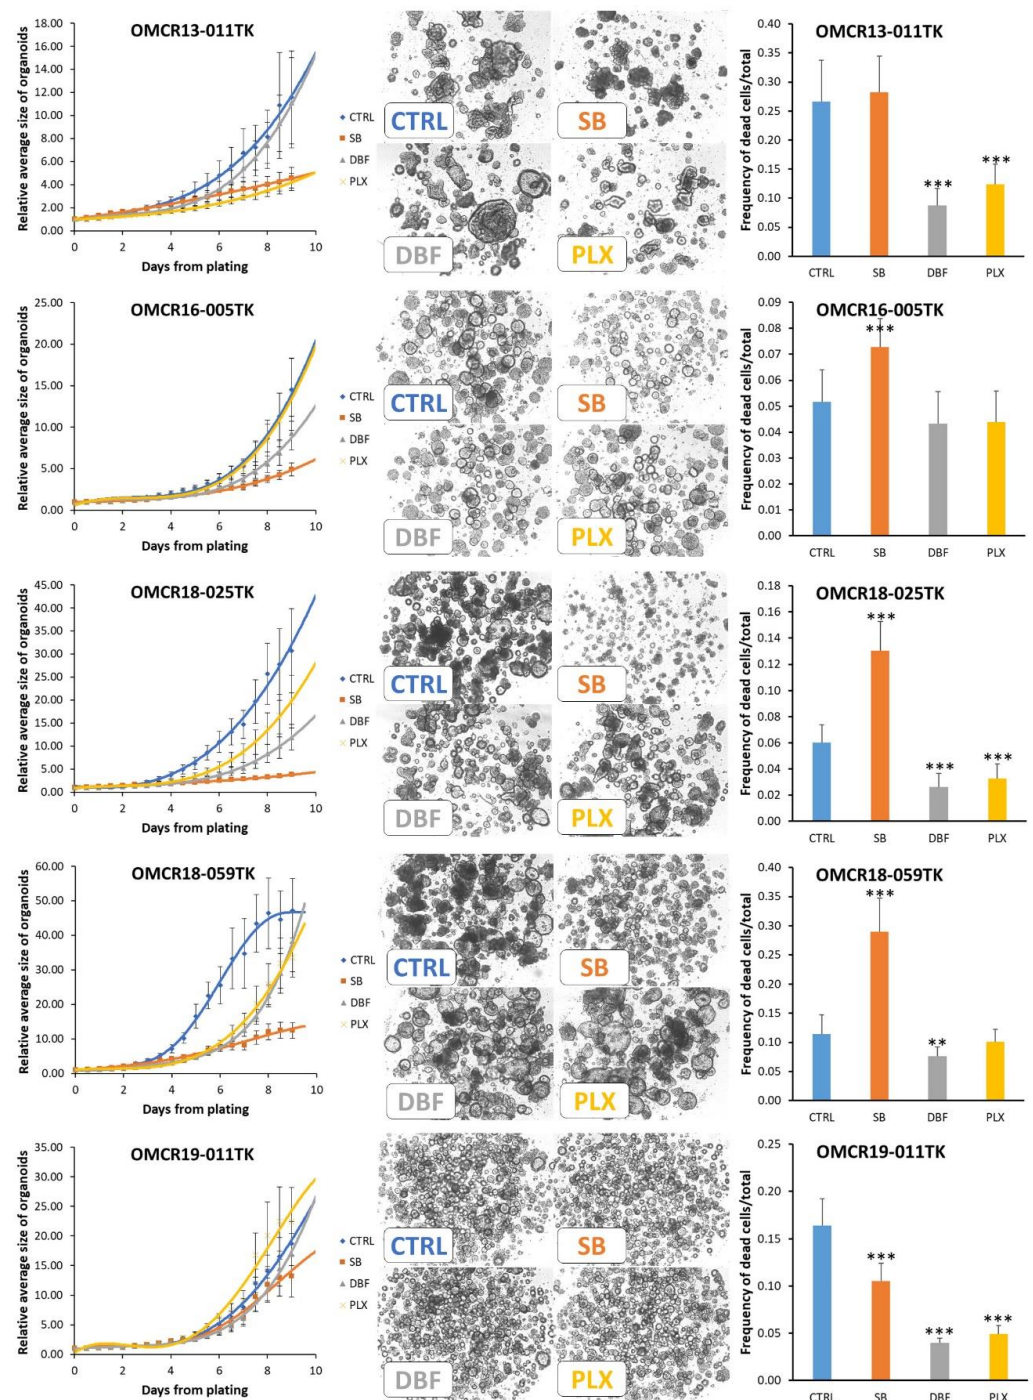 OMCR13-011TK
Relative average size of organoids
18.00
16.00
14.00
12.00
10.00
8.00
6.00
4.00
2.00
0.00
0 2 4 6 8 10
Days from plating
CTRL
SB
DBF
PLX
CTRL SB
DBF PLX
OMCR13-011TK
Frequency of dead cells/total
0.40
0.35
0.30
0.25
0.20
0.15
0.10
0.05
0.00
*** ***
CTRL SB DBF PLX
OMCR16-005TK
Relative average size of organoids
25.00
20.00
15.00
10.00
5.00
0.00
0 2 4 6 8 10
Days from plating
CTRL
SB
DBF
PLX
CTRL SB
DBF PLX
OMCR16-005TK
Frequency of dead cells/total
0.09
0.08
0.07
0.06
0.05
0.04
0.03
0.02
0.01
0.00
***
CTRL SB DBF PLX
OMCR18-025TK
Relative average size of organoids
45.00
40.00
35.00
30.00
25.00
20.00
15.00
10.00
5.00
0.00
0 2 4 6 8 10
Days from plating
CTRL
SB
DBF
PLX
CTRL SB
DBF PLX
OMCR18-025TK
Frequency of dead cells/total
0.18
0.16
0.14
0.12
0.10
0.08
0.06
0.04
0.02
0.00
*** *** ***
CTRL SB DBF PLX
OMCR18-059TK
Relative average size of organoids
60.00
50.00
40.00
30.00
20.00
10.00
0.00
0 2 4 6 8 10
Days from plating
CTRL
SB
DBF
PLX
CTRL SB
DBF PLX
OMCR18-059TK
Frequency of dead cells/total
0.40
0.35
0.30
0.25
0.20
0.15
0.10
0.05
0.00
*** **
CTRL SB DBF PLX
OMCR19-011TK
Relative average size of organoids
35.00
30.00
25.00
20.00
15.00
10.00
5.00
0.00
0 2 4 6 8 10
Days from plating
CTRL
SB
DBF
PLX
CTRL SB
DBF PLX
OMCR19-011TK
Frequency of dead cells/total
0.25
0.20
0.15
0.10
0.05
0.00
*** *** ***
CTRL SB DBF PLX